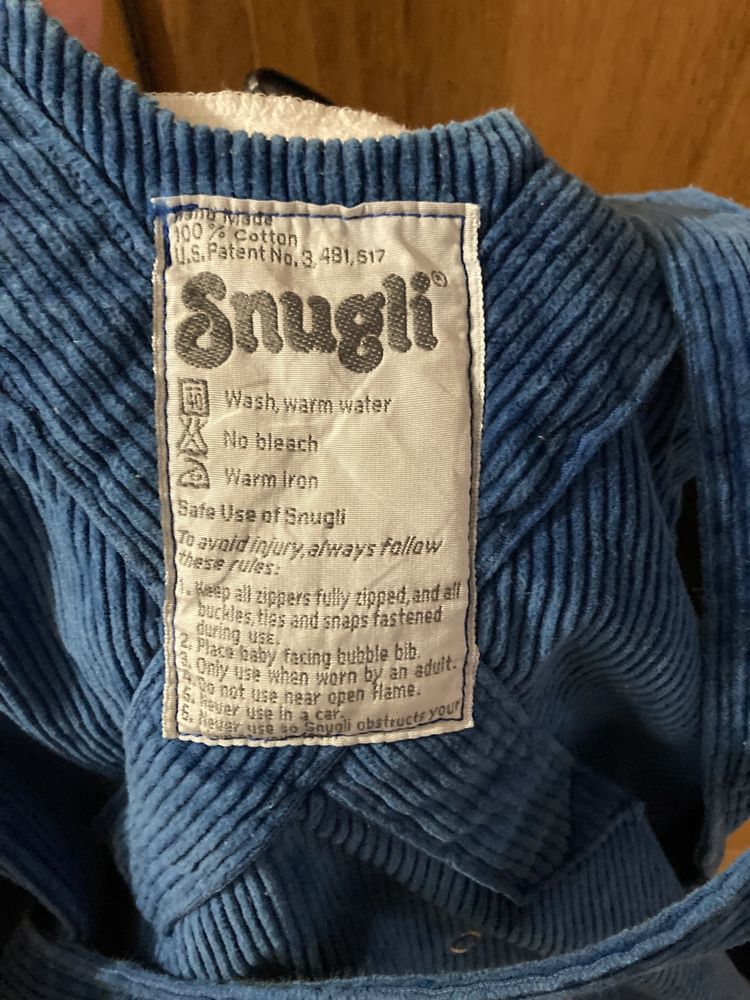 Hand Made
100 % Cotton
U.S. Patent No. 3,481,517
Snugli®
40 Wash, warm water
No bleach
Warm iron
Safe Use of Snugli
To avoid injury, always follow
these rules:
1. Keep all zippers fully zipped, and all
buckles, ties and snaps fastened
during use.
2. Place baby facing bubble bib.
3. Only use when worn by an adult.
4. Do not use near open flame.
5. Never use in a car.
6. Never use so Snugli obstructs your